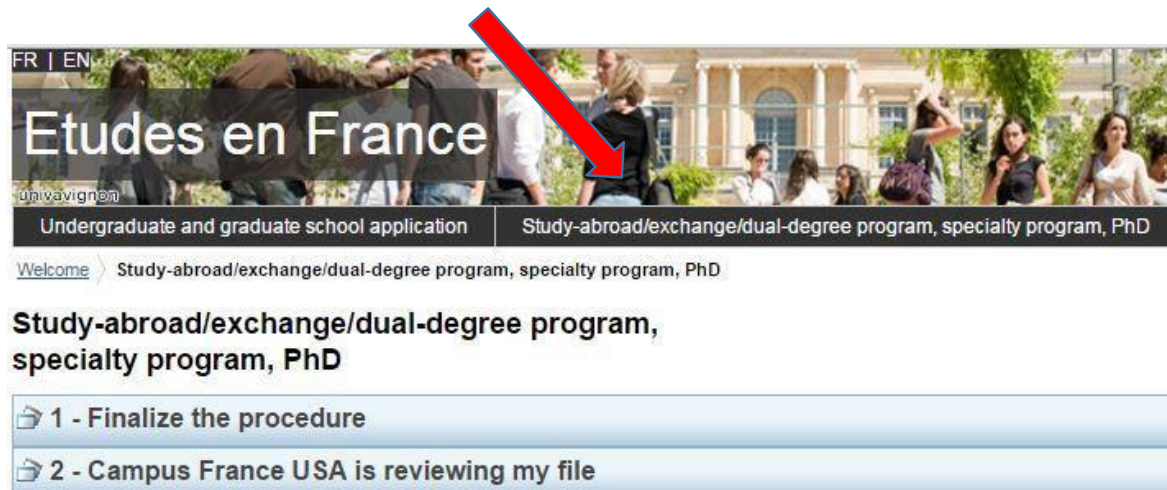 FR | EN
Etudes en France
univavignon
Undergraduate and graduate school application
Study-abroad/exchange/dual-degree program, specialty program, PhD
Welcome Study-abroad/exchange/dual-degree program, specialty program, PhD
Study-abroad/exchange/dual-degree program,
specialty program, PhD
1 - Finalize the procedure
2 - Campus France USA is reviewing my file